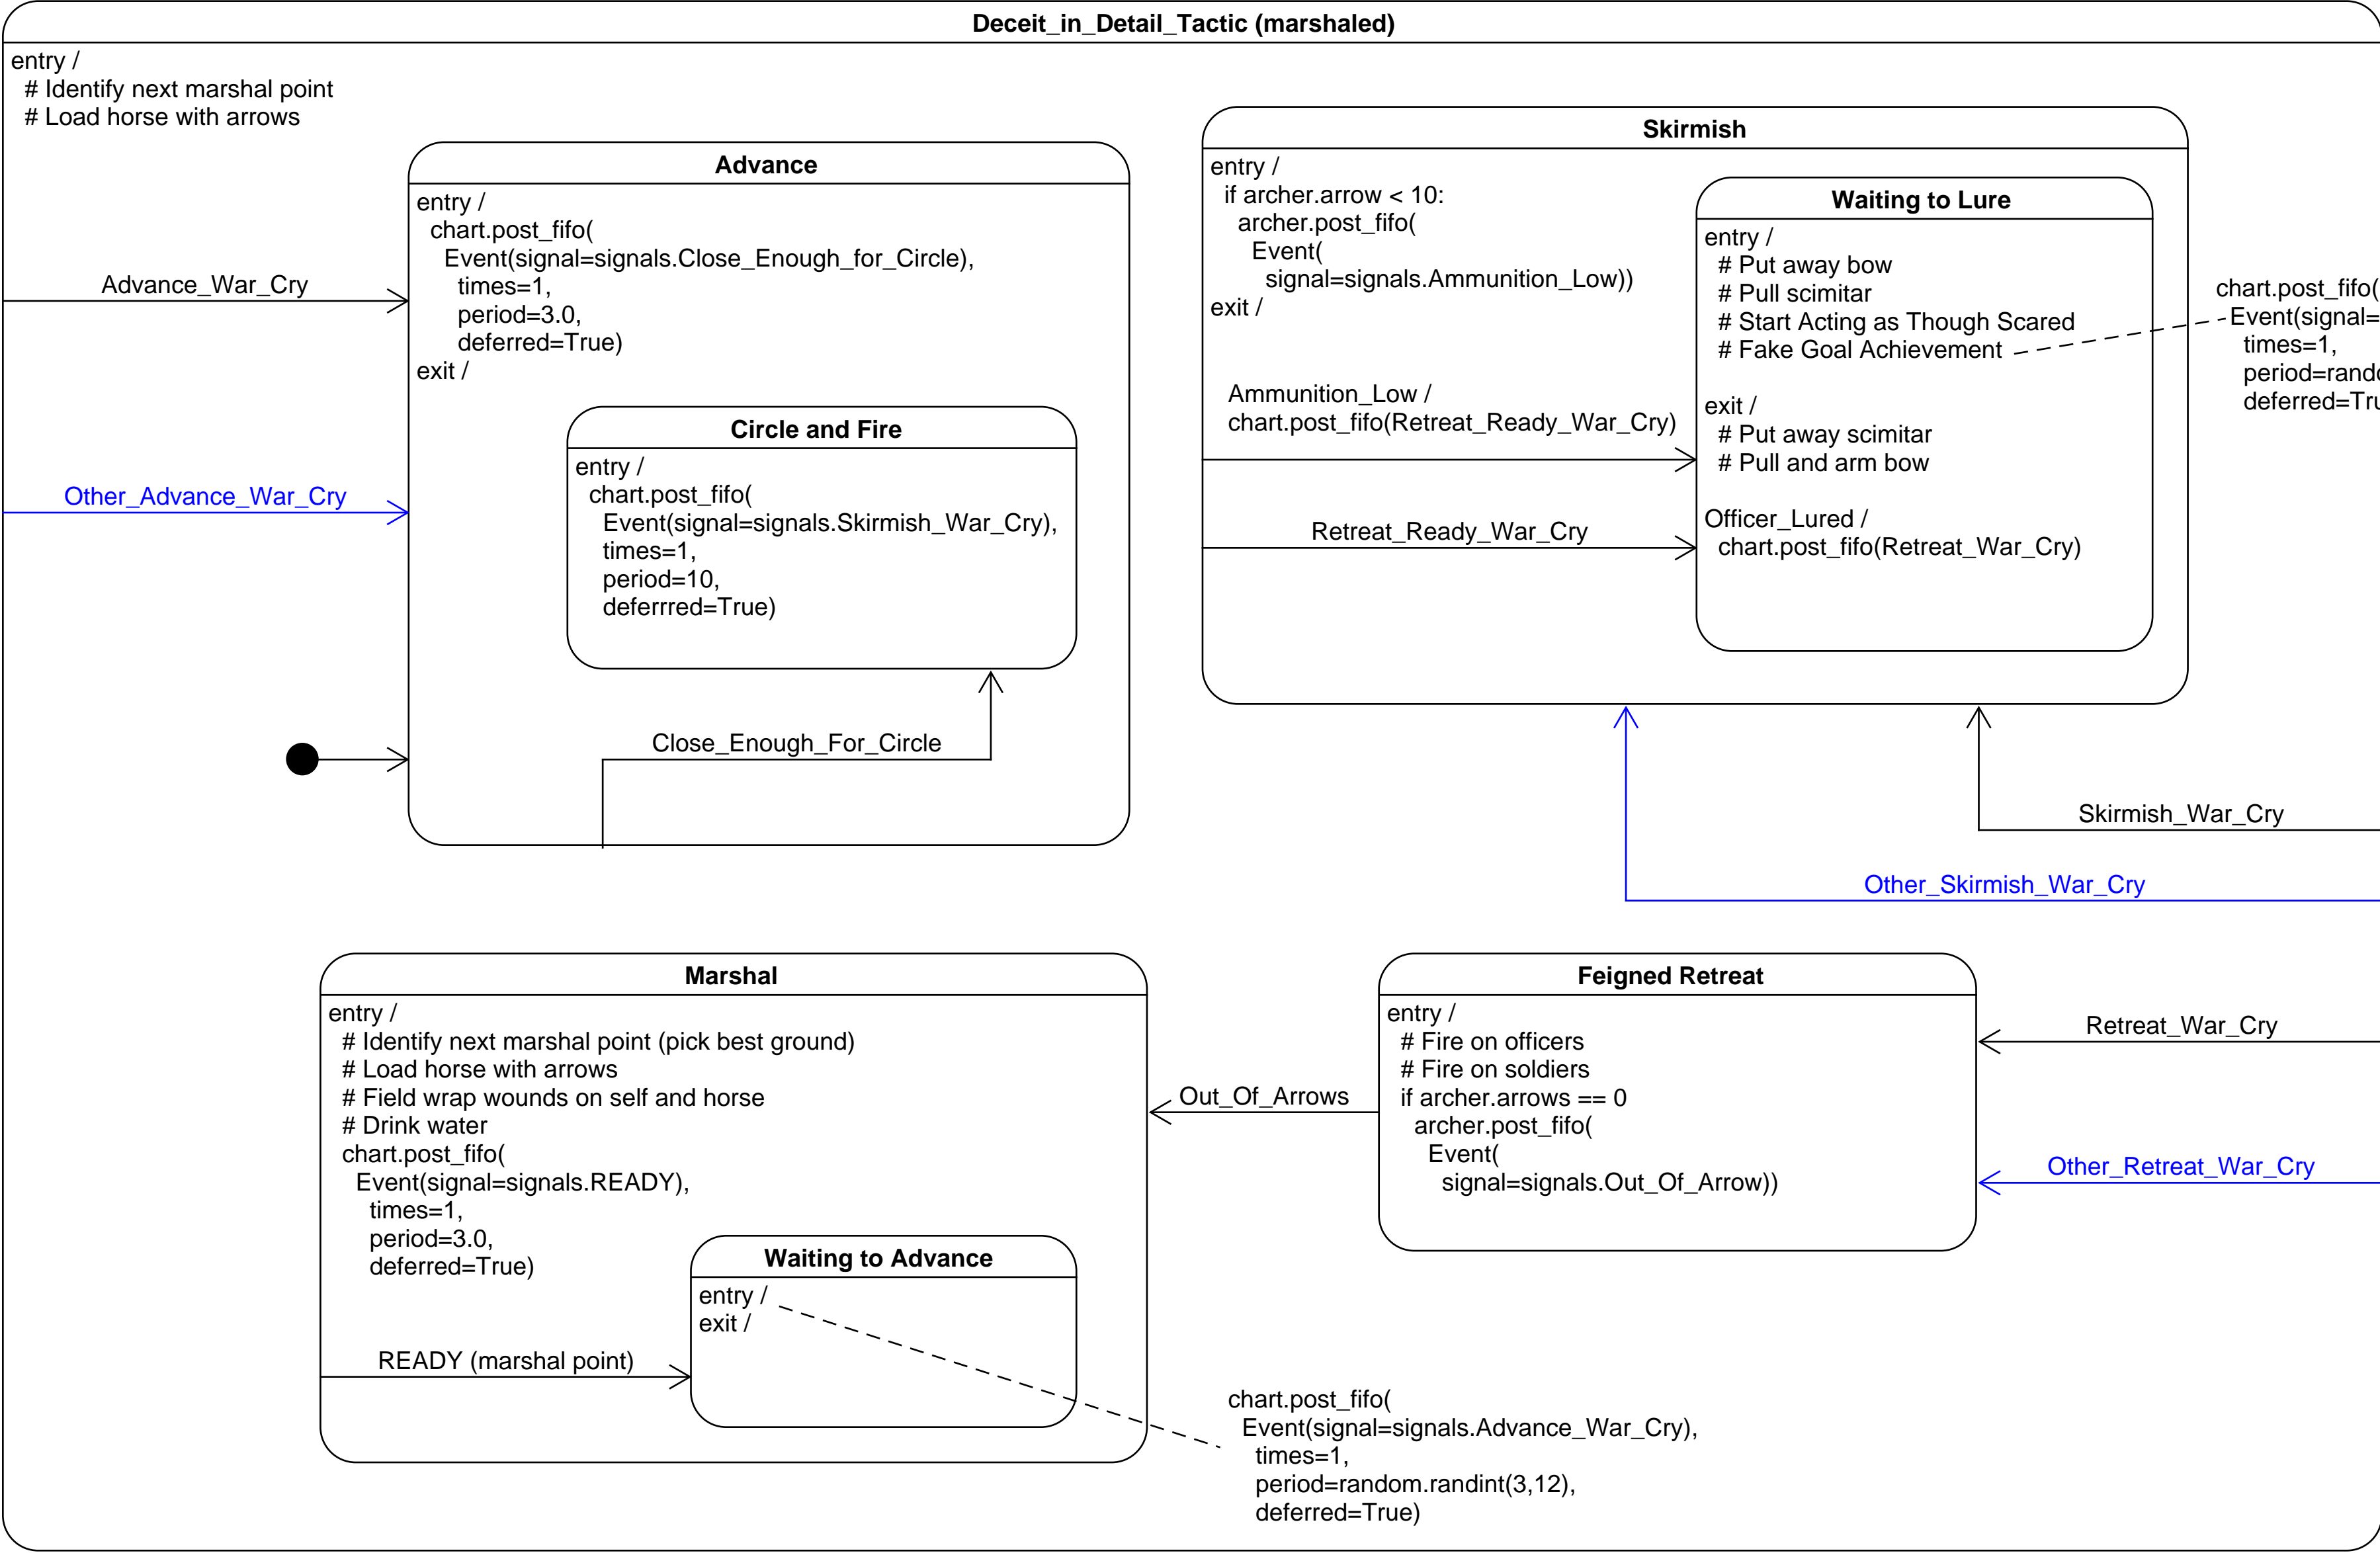 Deceit_in_Detail_Tactic (marshaled)
entry /
# Identify next marshal point
# Load horse with arrows
Advance_War_Cry
Other_Advance_War_Cry
Advance
entry /
chart.post_fifo(
Event(signal=signals.Close_Enough_for_Circle),
times=1,
period=3.0,
deferred=True)
exit /
Circle and Fire
entry /
chart.post_fifo(
Event(signal=signals.Skirmish_War_Cry),
times=1,
period=10,
deferrred=True)
Close_Enough_For_Circle
Skirmish
entry /
if archer.arrow < 10:
archer.post_fifo(
Event(
signal=signals.Ammunition_Low))
exit /
Ammunition_Low /
chart.post_fifo(Retreat_Ready_War_Cry)
Retreat_Ready_War_Cry
Waiting to Lure
entry /
# Put away bow
# Pull scimitar
# Start Acting as Though Scared
# Fake Goal Achievement
exit /
# Put away scimitar
# Pull and arm bow
Officer_Lured /
chart.post_fifo(Retreat_War_Cry)
chart.post_fifo(
Event(signal=
times=1,
period=rando
deferred=Tru
Skirmish_War_Cry
Other_Skirmish_War_Cry
Marshal
entry /
# Identify next marshal point (pick best ground)
# Load horse with arrows
# Field wrap wounds on self and horse
# Drink water
chart.post_fifo(
Event(signal=signals.READY),
times=1,
period=3.0,
deferred=True)
READY (marshal point)
Waiting to Advance
entry /
exit /
Out_Of_Arrows
Feigned Retreat
entry /
# Fire on officers
# Fire on soldiers
if archer.arrows == 0
archer.post_fifo(
Event(
signal=signals.Out_Of_Arrow))
Retreat_War_Cry
Other_Retreat_War_Cry
chart.post_fifo(
Event(signal=signals.Advance_War_Cry),
times=1,
period=random.randint(3,12),
deferred=True)